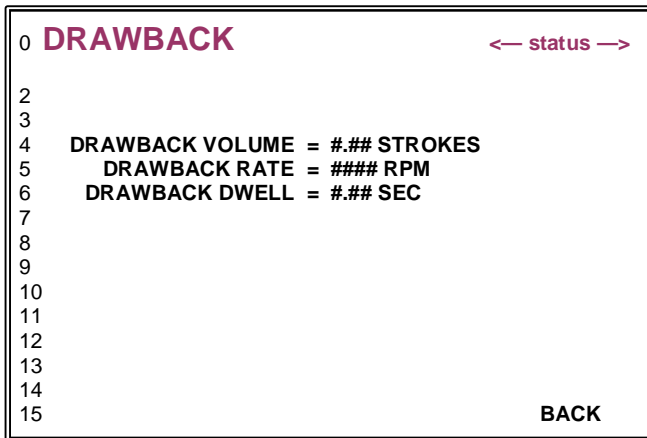 0 DRAWBACK <— status —>
2
3
4 DRAWBACK VOLUME = #.## STROKES
5 DRAWBACK RATE = #### RPM
6 DRAWBACK DWELL = #.## SEC
7
8
9
10
11
12
13
14
15 BACK